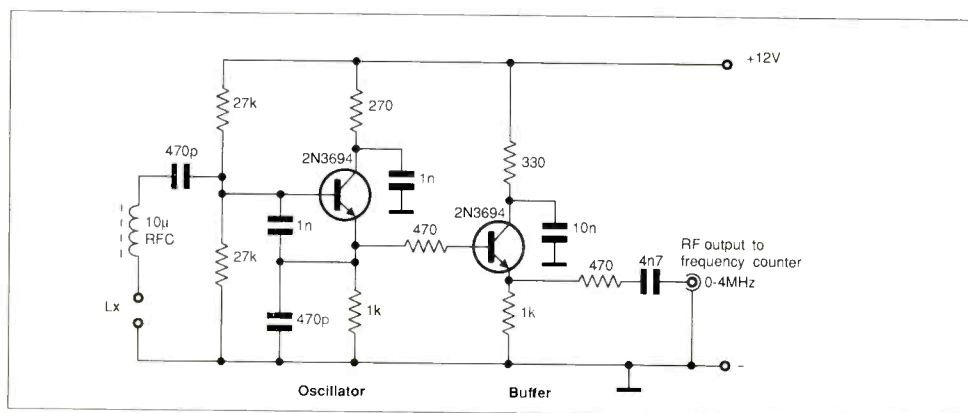 +12V
27k
270
330
470p
2N3694
1n
2N3694
10µ
RFC
1n
470
10n
RF output to
frequency counter
470
4n7
0-4MHz
27k
Lx
470p
1k
1k
-
Oscillator
Buffer